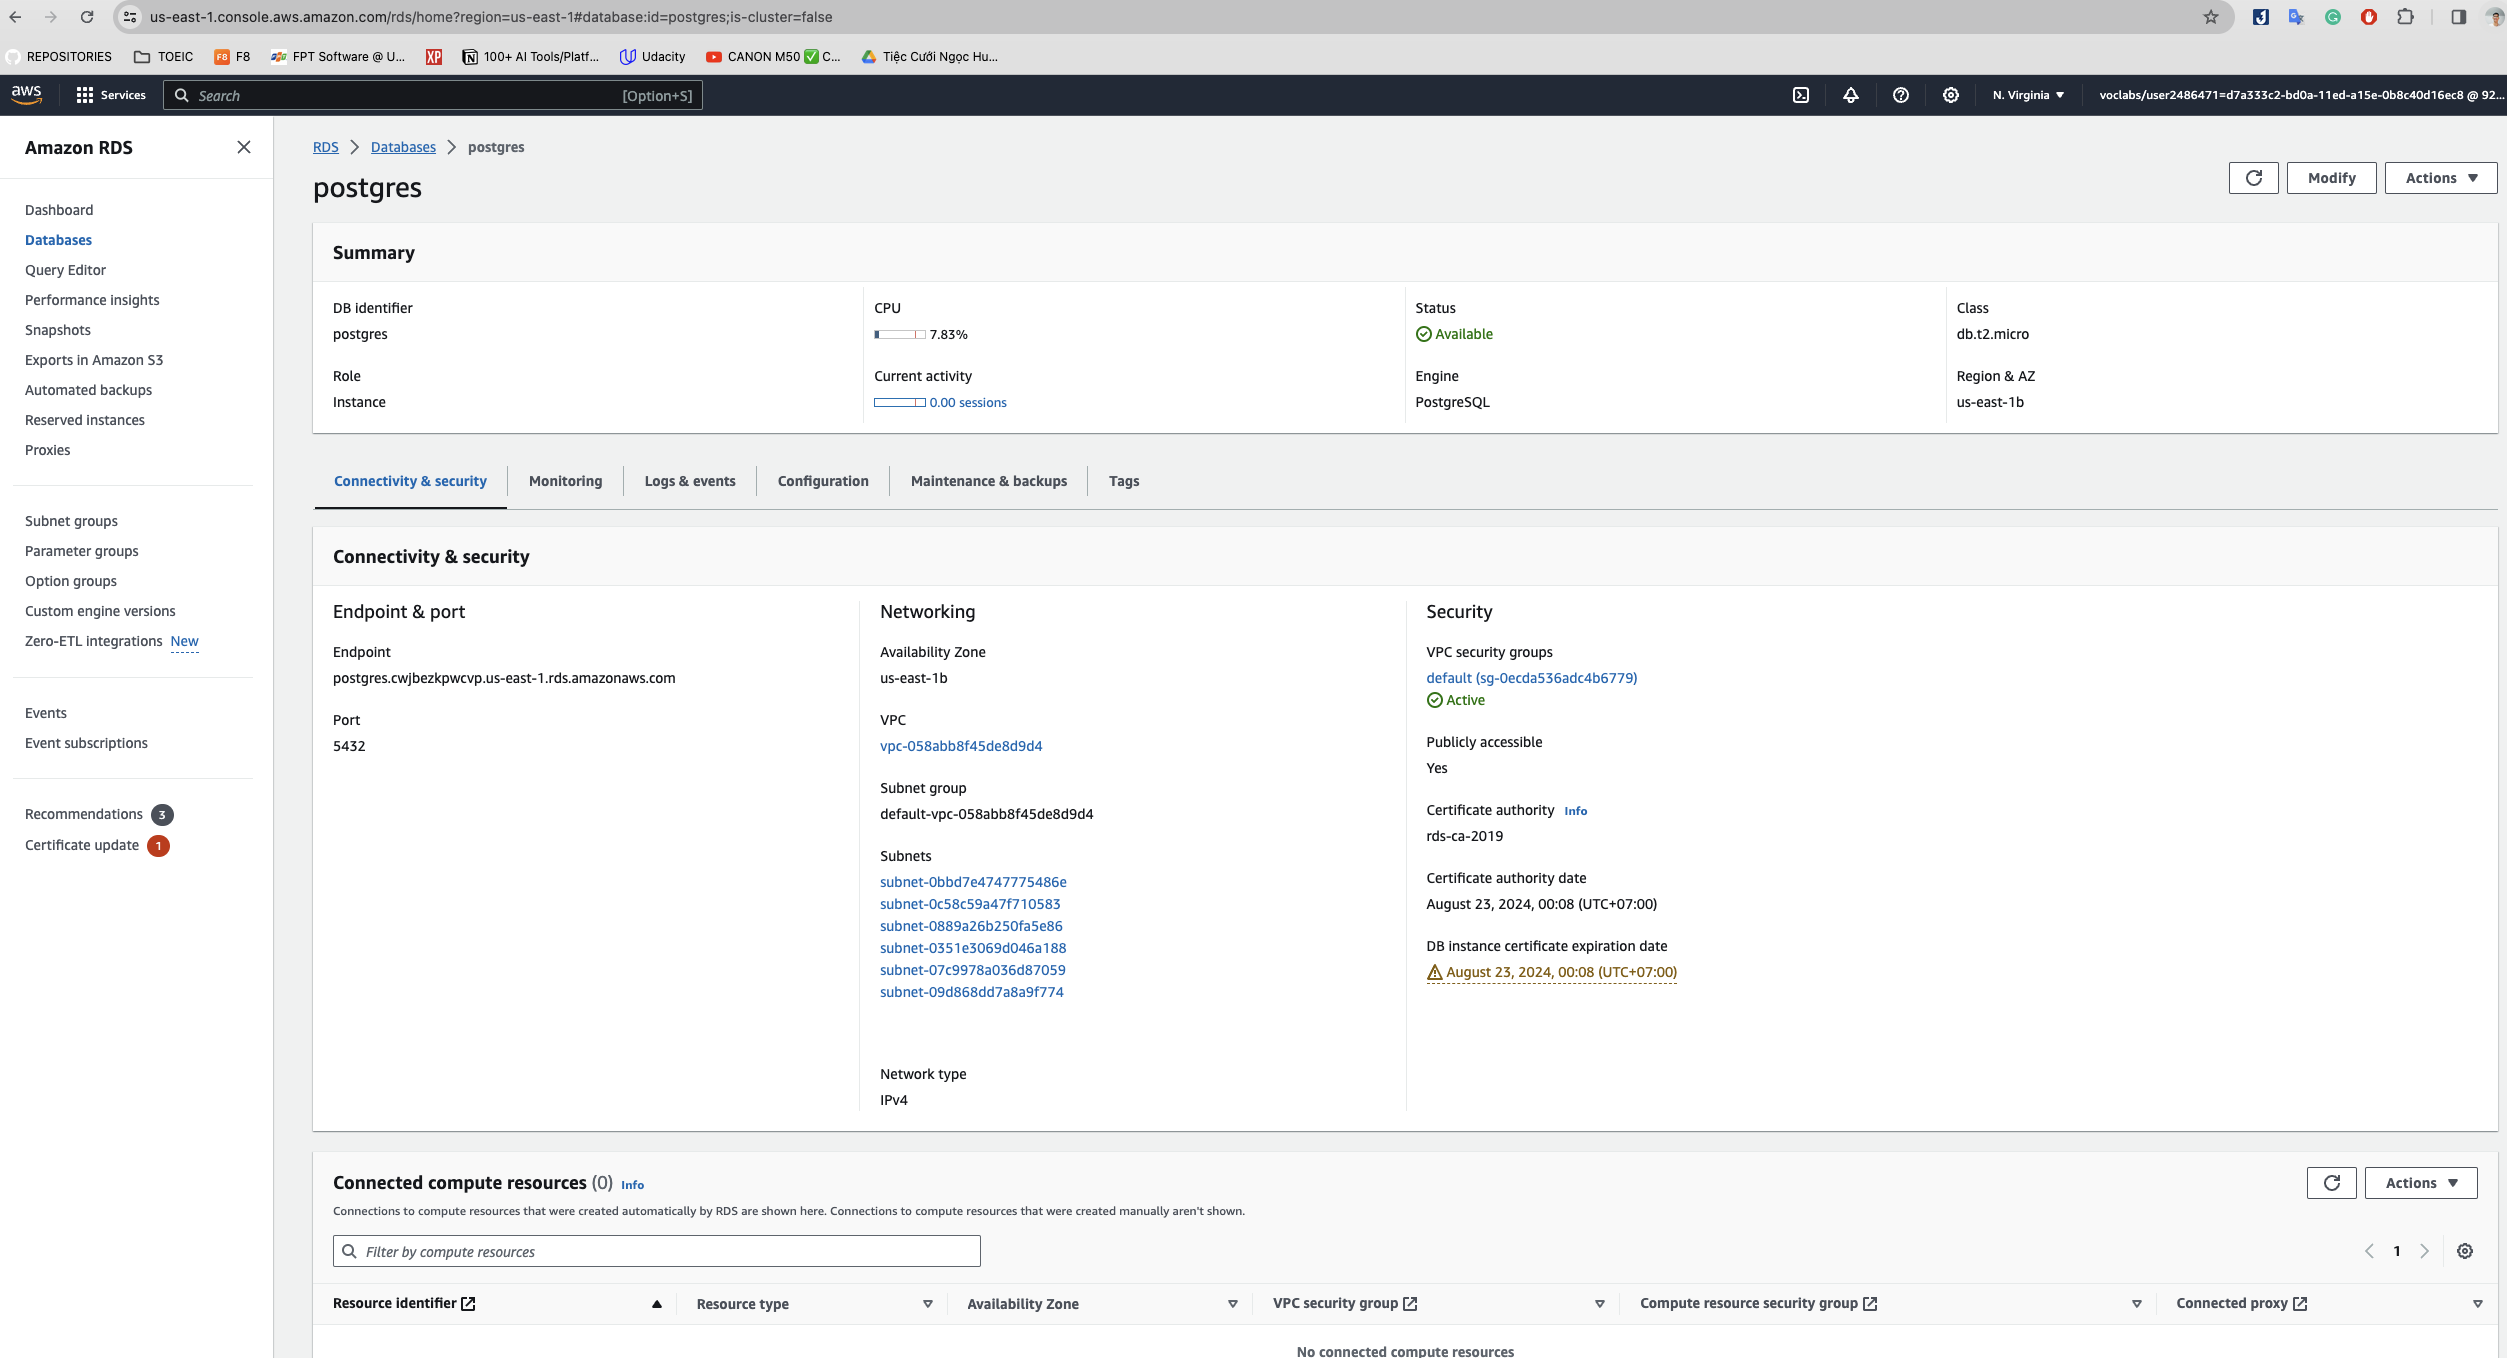 us-east-1.console.aws.amazon.com/rds/home?region=us-east-1#database:id=postgres;is-cluster=false
REPOSITORIES TOEIC F8 F8 FPT Software @ U... XP 100+ AI Tools/Platf... Udacity CANON M50 ✅ C... Tiệc Cưới Ngọc Hu...
aws Services Search [Option+S] N. Virginia ▼ voclabs/user2486471=d7a333c2-bd0a-11ed-a15e-0b8c40d16ec8 @ 92...
Amazon RDS
Dashboard
Databases
Query Editor
Performance insights
Snapshots
Exports in Amazon S3
Automated backups
Reserved instances
Proxies
Subnet groups
Parameter groups
Option groups
Custom engine versions
Zero-ETL integrations New
Events
Event subscriptions
Recommendations 3
Certificate update 1
RDS > Databases > postgres
postgres
Modify
Actions ▼
Summary
DB identifier
postgres
Role
Instance
CPU
7.83%
Current activity
0.00 sessions
Status
Available
Engine
PostgreSQL
Class
db.t2.micro
Region & AZ
us-east-1b
Connectivity & security Monitoring Logs & events Configuration Maintenance & backups Tags
Connectivity & security
Endpoint & port
Endpoint
postgres.cwjbezkpwcvp.us-east-1.rds.amazonaws.com
Port
5432
Networking
Availability Zone
us-east-1b
VPC
vpc-058abb8f45de8d9d4
Subnet group
default-vpc-058abb8f45de8d9d4
Subnets
subnet-0bbd7e4747775486e
subnet-0c58c59a47f710583
subnet-0889a26b250fa5e86
subnet-0351e3069d046a188
subnet-07c9978a036d87059
subnet-09d868dd7a8a9f774
Network type
IPv4
Security
VPC security groups
default (sg-0ecda536adc4b6779)
Active
Publicly accessible
Yes
Certificate authority Info
rds-ca-2019
Certificate authority date
August 23, 2024, 00:08 (UTC+07:00)
DB instance certificate expiration date
August 23, 2024, 00:08 (UTC+07:00)
Connected compute resources (0) Info
Actions ▼
Connections to compute resources that were created automatically by RDS are shown here. Connections to compute resources that were created manually aren't shown.
Filter by compute resources
1
Resource identifier Resource type Availability Zone VPC security group Compute resource security group Connected proxy
No connected compute resources